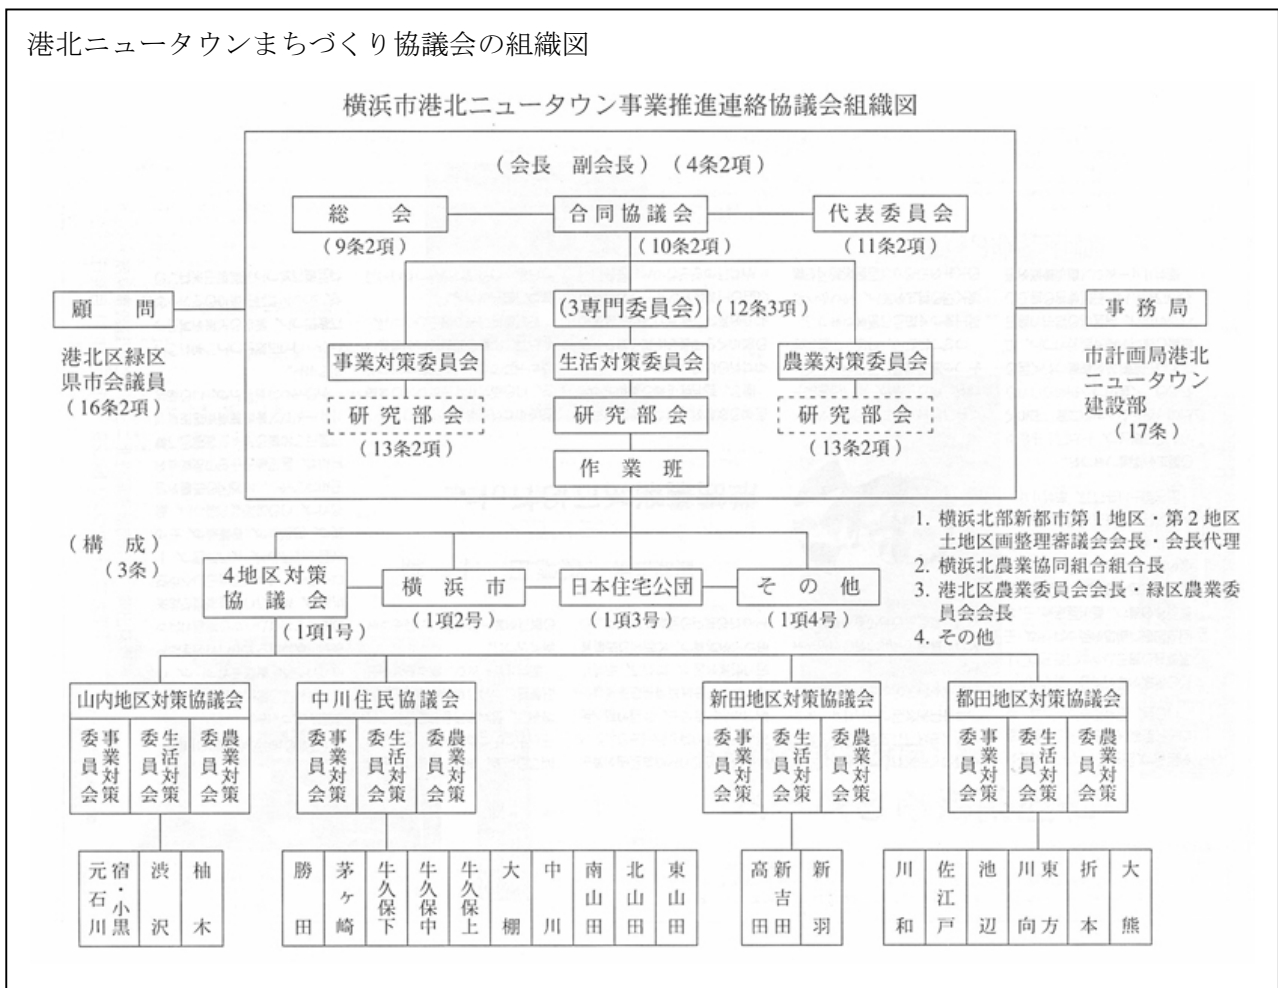 港北ニュータウンまちづくり協議会の組織図
横浜市港北ニュータウン事業推進連絡協議会組織図
(会長 副会長)(4条2項)
総会
合同協議会
代表委員会
(9条2項)
(10条2項)
(11条2項)
(3専門委員会)(12条3項)
顧問
港北区緑区
県市会議員
(16条2項)
事務局
市計画局港北
ニュータウン
建設部
(17条)
事業対策委員会
生活対策委員会
農業対策委員会
研究部会
研究部会
研究部会
(13条2項)
(13条2項)
作業班
(構成)
(3条)
4地区対策
協議会
横浜市
日本住宅公団
その他
(1項1号)
(1項2号)
(1項3号)
(1項4号)
1. 横浜北部新都市第1地区・第2地区
土地区画整理審議会会長・会長代理
2. 横浜北農業協同組合組合長
3. 港北区農業委員会会長・緑区農業委
員会会長
4. その他
山内地区対策協議会
事業対策
委員会
生活対策
委員会
農業対策
委員会
中川住民協議会
事業対策
委員会
生活対策
委員会
農業対策
委員会
新田地区対策協議会
事業対策
委員会
生活対策
委員会
農業対策
委員会
都田地区対策協議会
事業対策
委員会
生活対策
委員会
農業対策
委員会
元石川
宿・小黒
渋沢
柚木
勝田
茅ヶ崎
牛久保下
牛久保中
牛久保上
大棚
中川
南山田
北山田
東山田
高田
新吉田
新羽
川和
佐江戸
池辺
川向
東方
折本
大熊